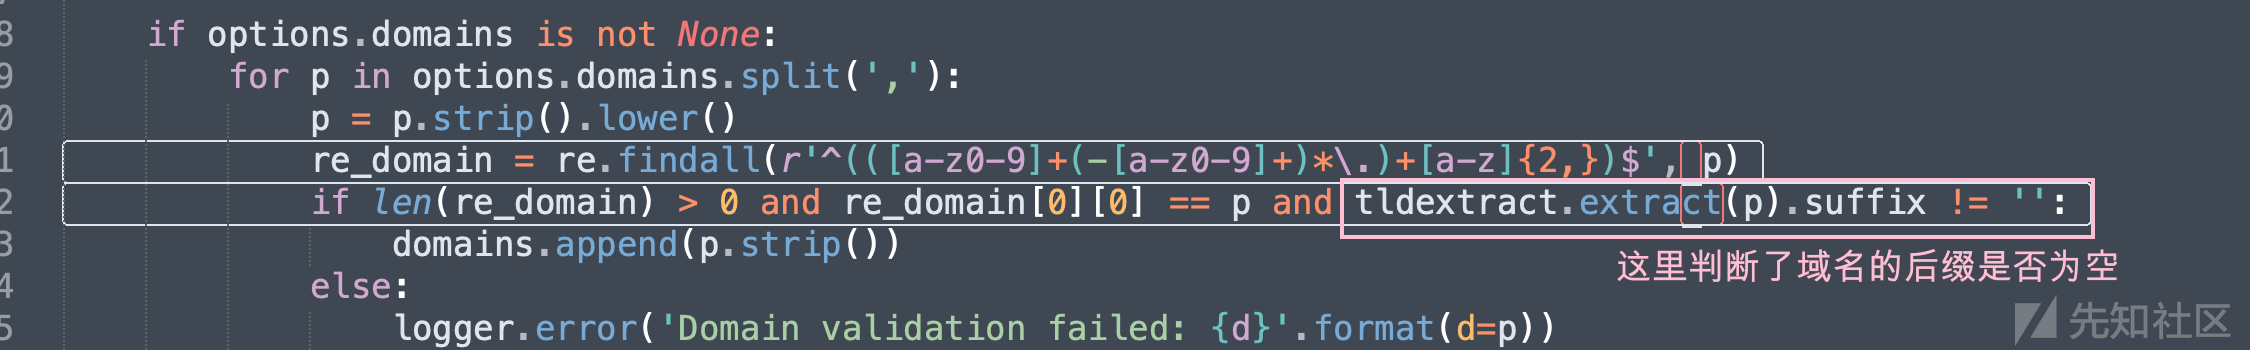 8 if options.domains is not None:
9 for p in options.domains.split(','):
0 p = p.strip().lower()
1 re_domain = re.findall(r'^(([a-z0-9]+(-[a-z0-9]+)*\.)+[a-z]{2,})$', p)
2 if len(re_domain) > 0 and re_domain[0][0] == p and tldextract.extract(p).suffix != '':
3 domains.append(p.strip())
这里判断了域名的后缀是否为空
4 else:
5 logger.error('Domain validation failed: {d}'.format(d=p))
先知社区